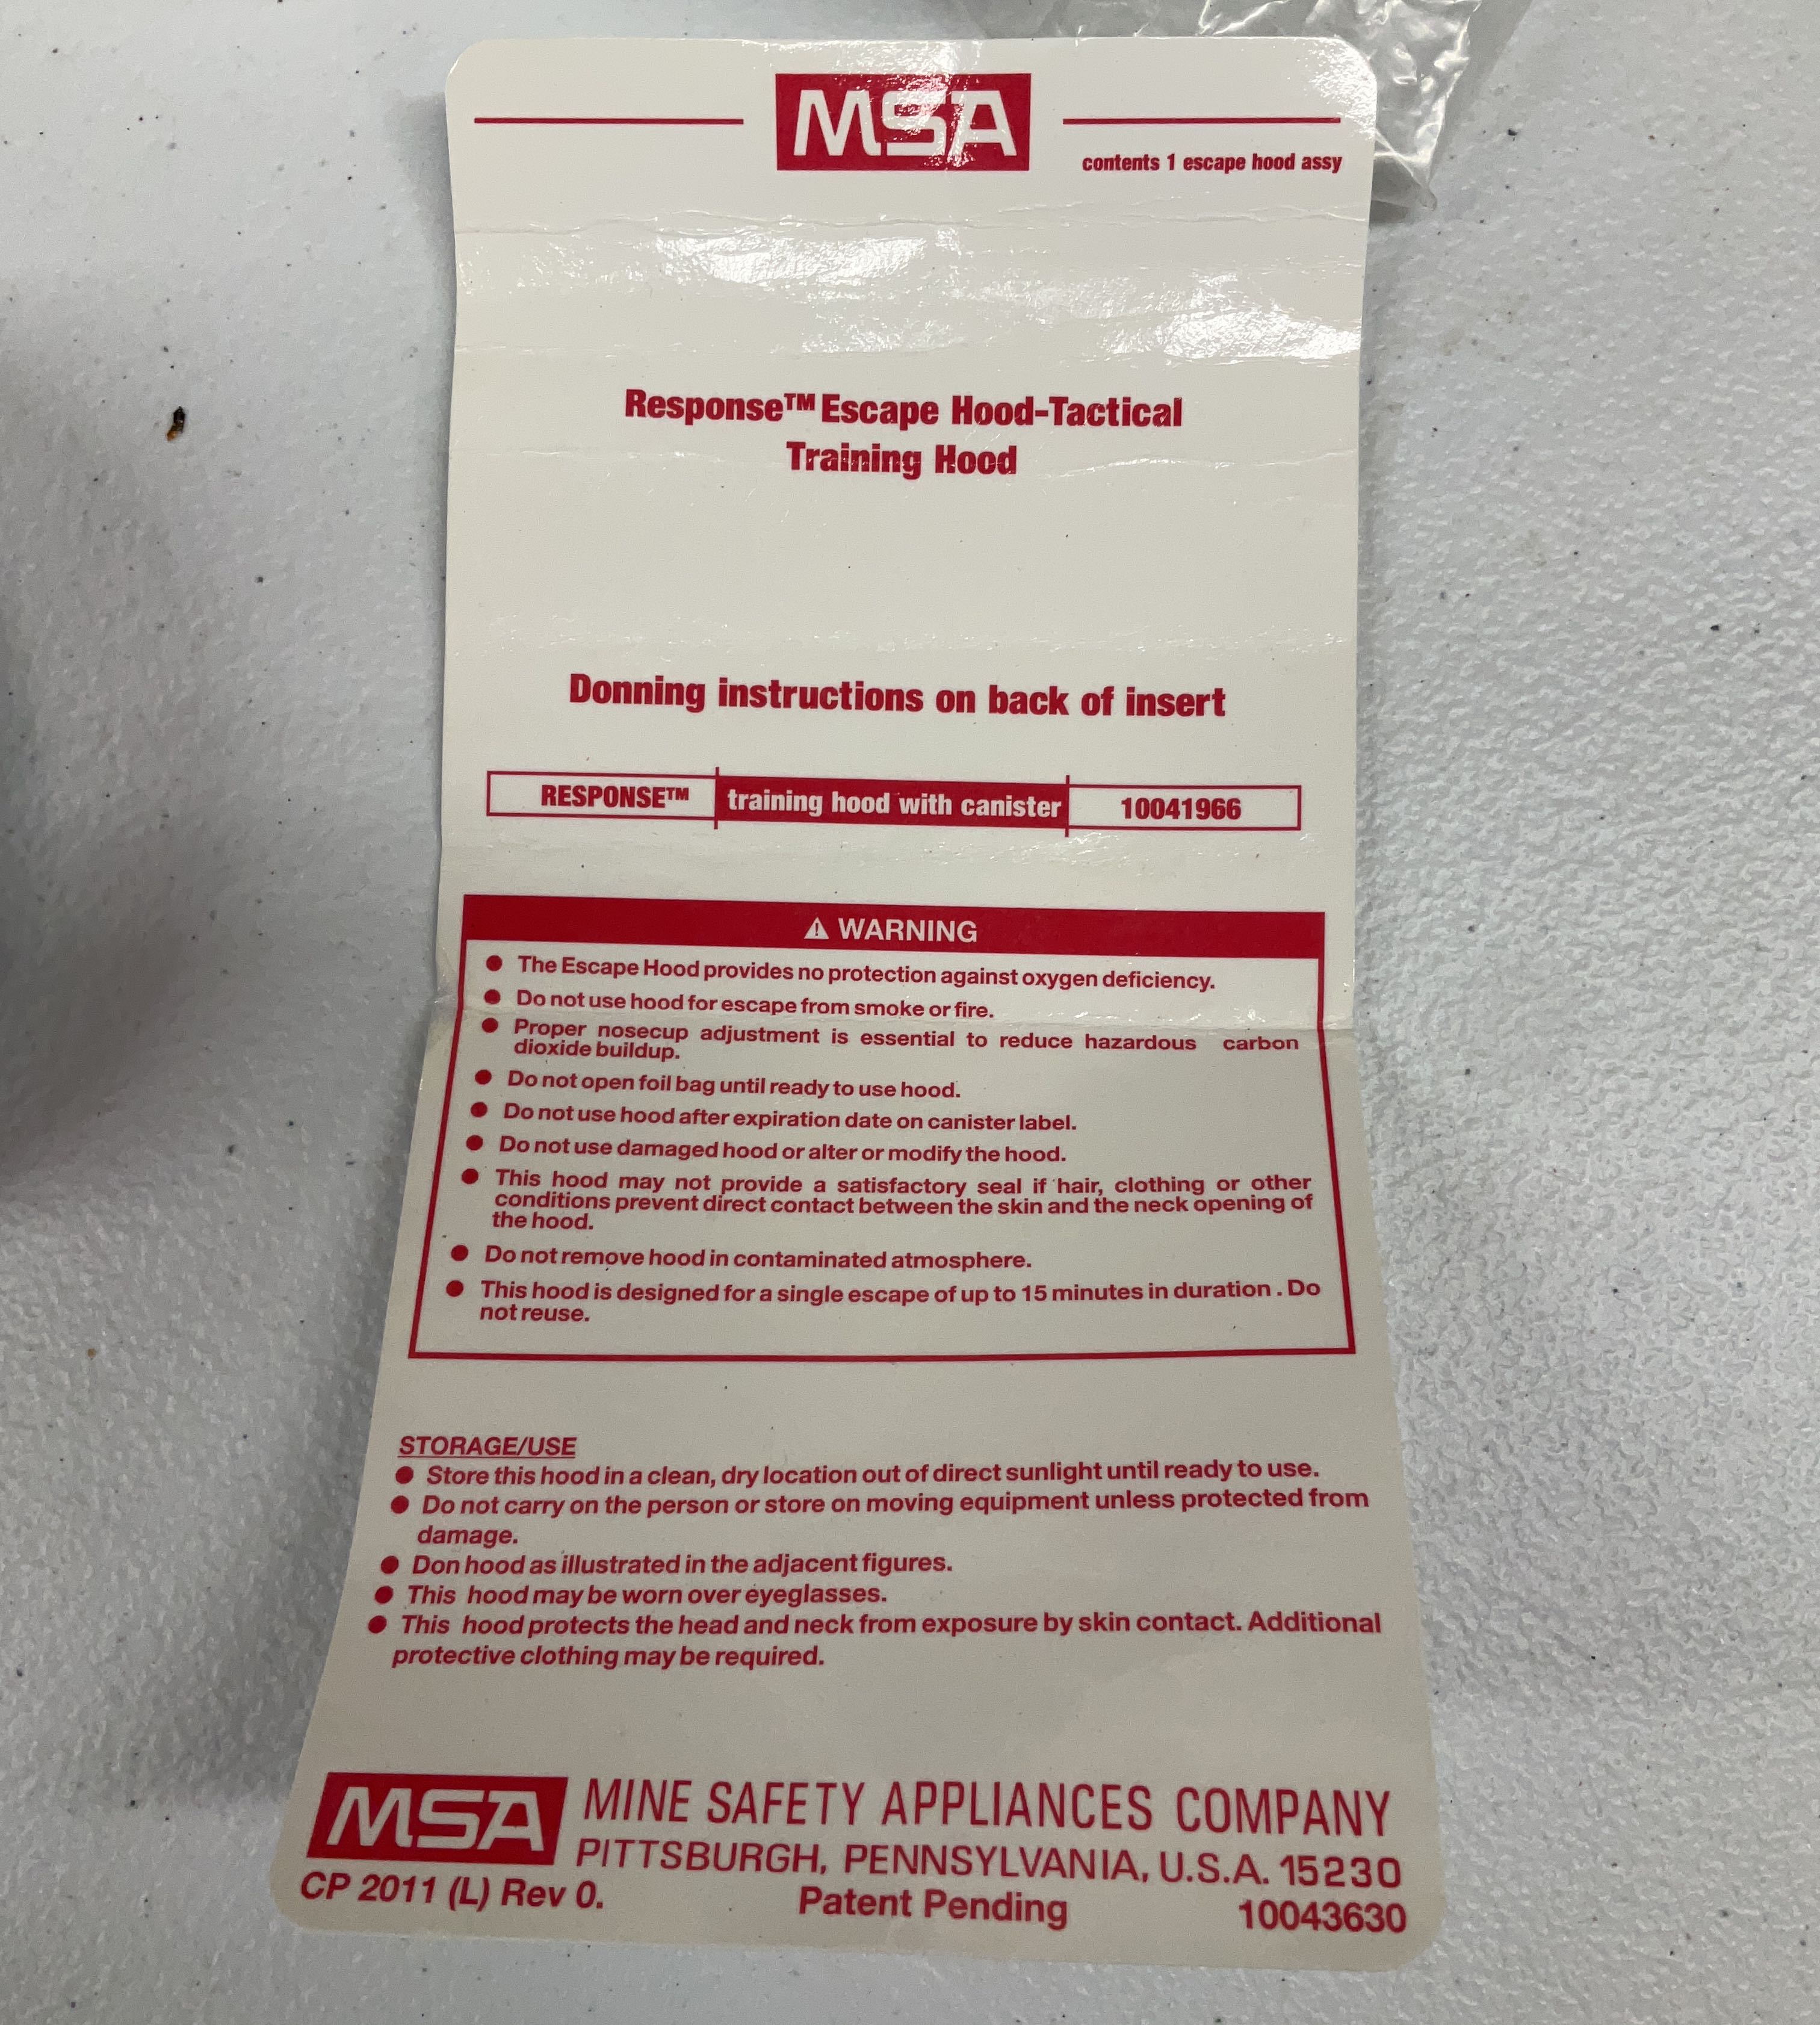 MSA
contents 1 escape hood assy
Response™ Escape Hood-Tactical
Training Hood
Donning instructions on back of insert
RESPONSE™ training hood with canister 10041966
⚠ WARNING
● The Escape Hood provides no protection against oxygen deficiency.
● Do not use hood for escape from smoke or fire.
● Proper nosecup adjustment is essential to reduce hazardous carbon
dioxide buildup.
● Do not open foil bag until ready to use hood.
● Do not use hood after expiration date on canister label.
● Do not use damaged hood or alter or modify the hood.
● This hood may not provide a satisfactory seal if hair, clothing or other
conditions prevent direct contact between the skin and the neck opening of
the hood.
● Do not remove hood in contaminated atmosphere.
● This hood is designed for a single escape of up to 15 minutes in duration . Do
not reuse.
STORAGE/USE
● Store this hood in a clean, dry location out of direct sunlight until ready to use.
● Do not carry on the person or store on moving equipment unless protected from
damage.
● Don hood as illustrated in the adjacent figures.
● This hood may be worn over eyeglasses.
● This hood protects the head and neck from exposure by skin contact. Additional
protective clothing may be required.
MSA MINE SAFETY APPLIANCES COMPANY
PITTSBURGH, PENNSYLVANIA, U.S.A. 15230
CP 2011 (L) Rev 0. Patent Pending 10043630